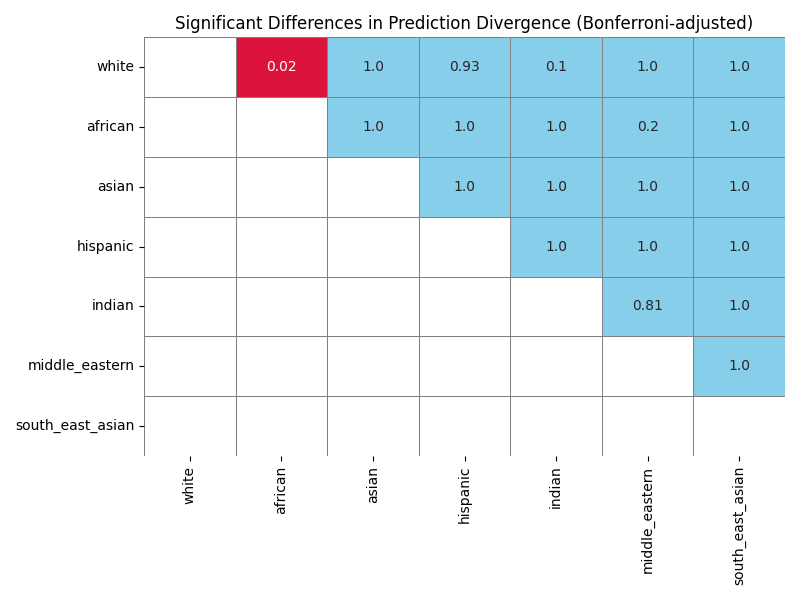 Significant Differences in Prediction Divergence (Bonferroni-adjusted)
white 0.02 1.0 0.93 0.1 1.0 1.0
african 1.0 1.0 1.0 0.2 1.0
asian 1.0 1.0 1.0 1.0
hispanic 1.0 1.0 1.0
indian 0.81 1.0
middle_eastern 1.0
south_east_asian
white african asian hispanic indian middle_eastern south_east_asian